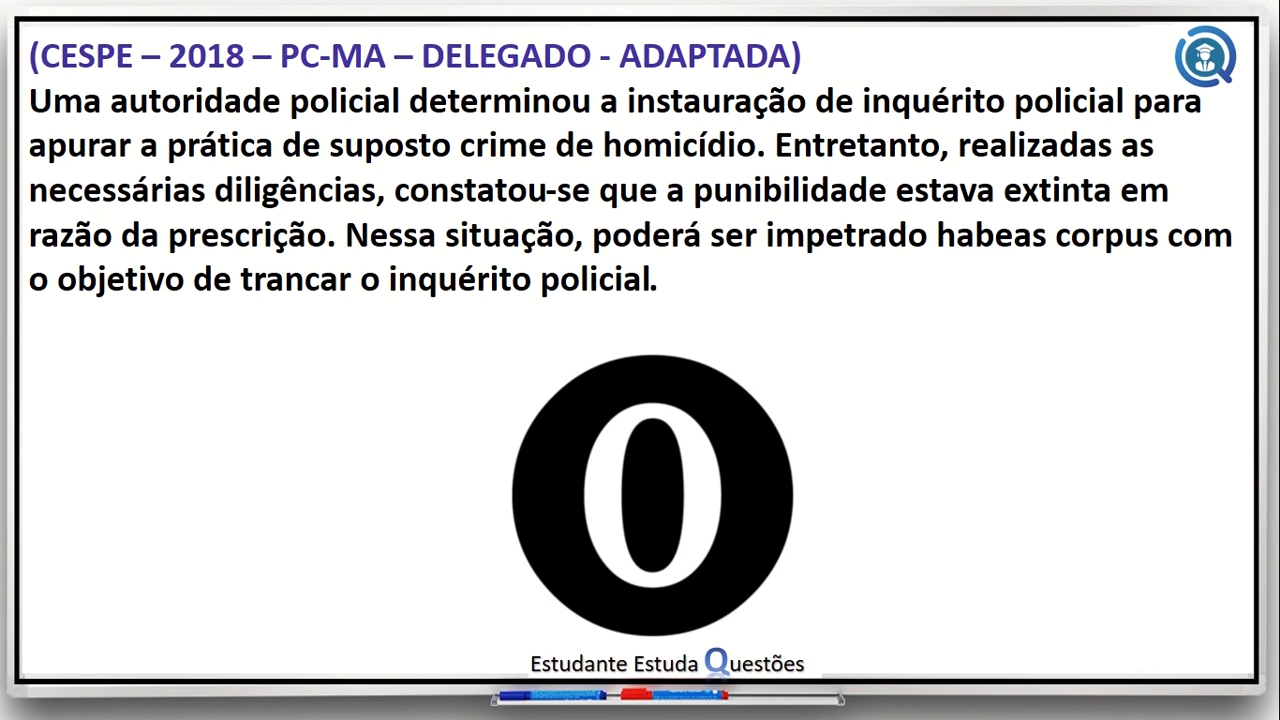 (CESPE – 2018 – PC-MA – DELEGADO - ADAPTADA)
Uma autoridade policial determinou a instauração de inquérito policial para
apurar a prática de suposto crime de homicídio. Entretanto, realizadas as
necessárias diligências, constatou-se que a punibilidade estava extinta em
razão da prescrição. Nessa situação, poderá ser impetrado habeas corpus com
o objetivo de trancar o inquérito policial.
0
Estudante Estuda Questões